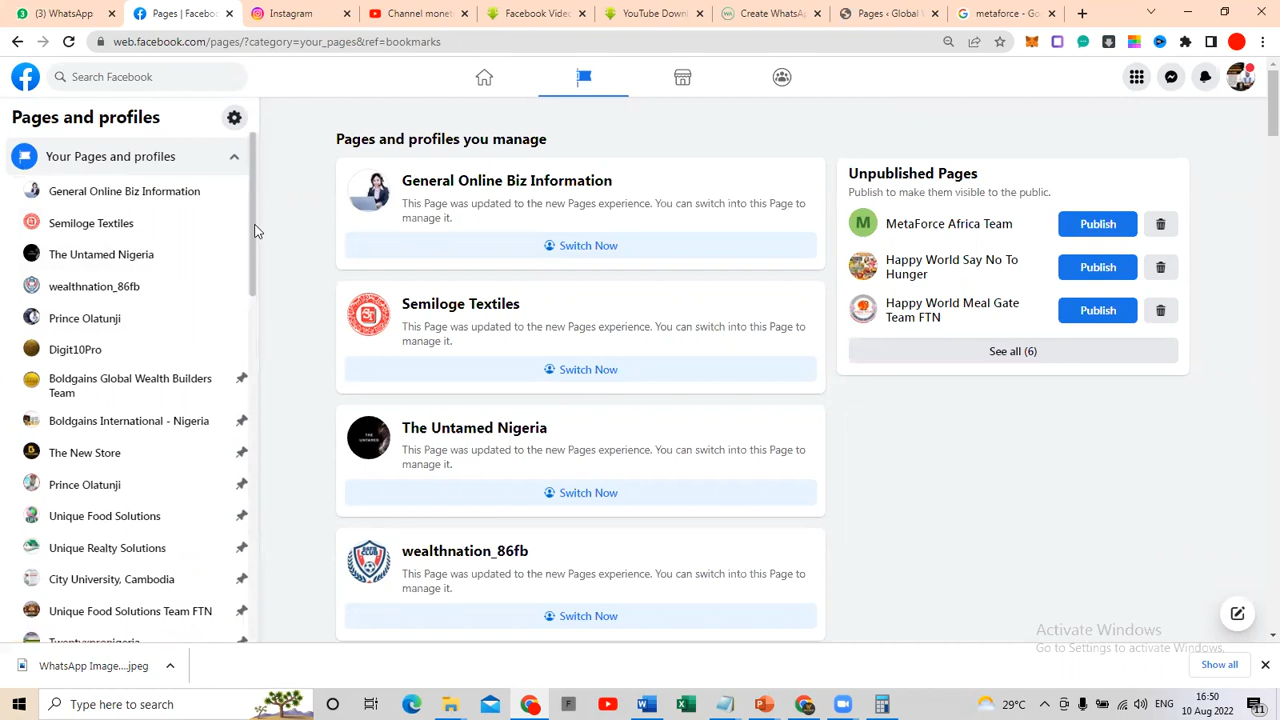 (3) WhatsApp
Pages | Facebook
Instagram
Channel moneti
Facebook Video
YouTube Down
Create WhatsA
Pages ‹ Global W
metaforce - Go
web.facebook.com/pages/?category=your_pages&ref=bookmarks
Search Facebook
Pages and profiles
Your Pages and profiles
General Online Biz Information
Semiloge Textiles
The Untamed Nigeria
wealthnation_86fb
Prince Olatunji
Digit10Pro
Boldgains Global Wealth Builders
Team
Boldgains International - Nigeria
The New Store
Prince Olatunji
Unique Food Solutions
Unique Realty Solutions
City University, Cambodia
Unique Food Solutions Team FTN
Twentyxpronigeria
Pages and profiles you manage
General Online Biz Information
This Page was updated to the new Pages experience. You can switch into this Page to
manage it.
Switch Now
Semiloge Textiles
This Page was updated to the new Pages experience. You can switch into this Page to
manage it.
Switch Now
The Untamed Nigeria
This Page was updated to the new Pages experience. You can switch into this Page to
manage it.
Switch Now
wealthnation_86fb
This Page was updated to the new Pages experience. You can switch into this Page to
manage it.
Switch Now
Unpublished Pages
Publish to make them visible to the public.
M MetaForce Africa Team Publish
Happy World Say No To
Hunger
Publish
Happy World Meal Gate
Team FTN
Publish
See all (6)
Activate Windows
Go to Settings to activate Windows.
WhatsApp Image....jpeg
Show all
Type here to search
29°C
16:50
10 Aug 2022
11